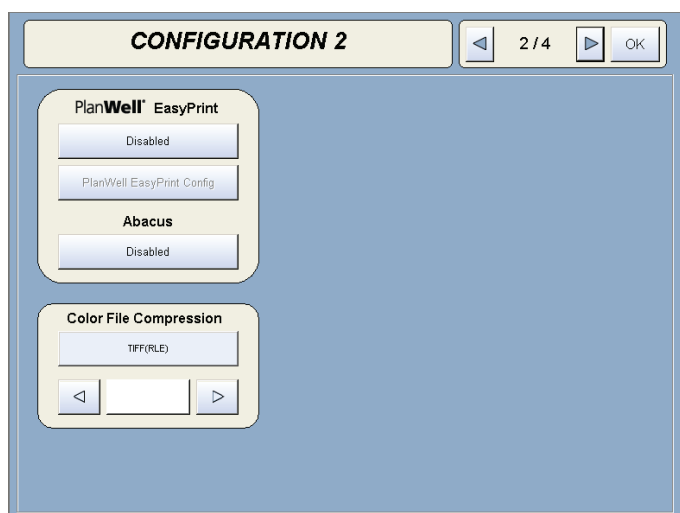 CONFIGURATION 2
2/4
OK
PlanWell® EasyPrint
Disabled
PlanWell EasyPrint Config
Abacus
Disabled
Color File Compression
TIFF(RLE)